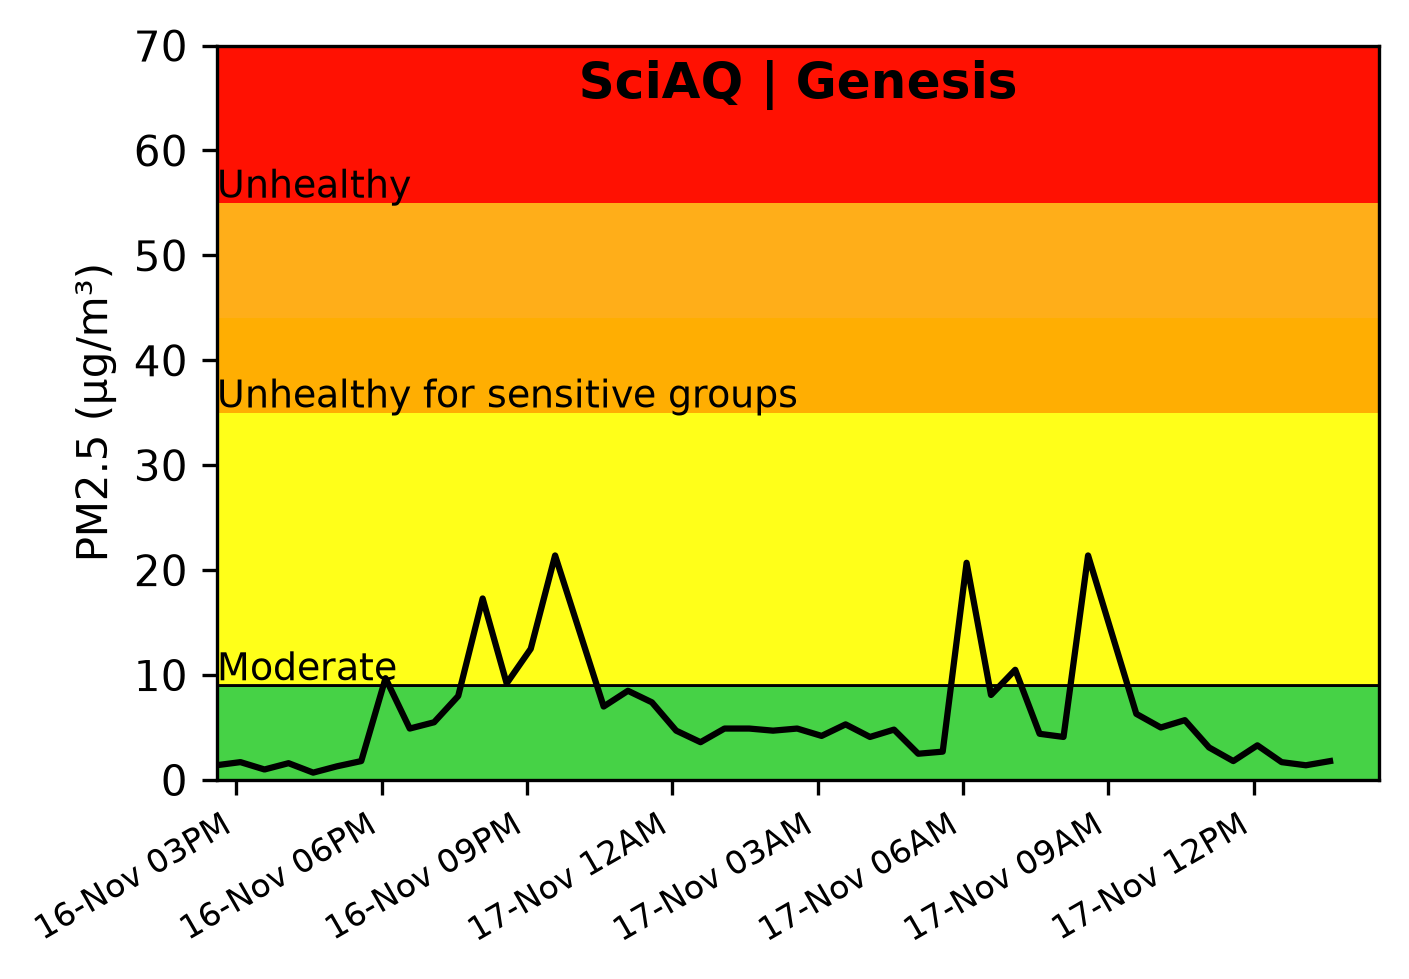 SciAQ | Genesis
PM2.5 (µg/m³)
70
60
50
40
30
20
10
0
Unhealthy
Unhealthy for sensitive groups
Moderate
16-Nov 03PM
16-Nov 06PM
16-Nov 09PM
17-Nov 12AM
17-Nov 03AM
17-Nov 06AM
17-Nov 09AM
17-Nov 12PM